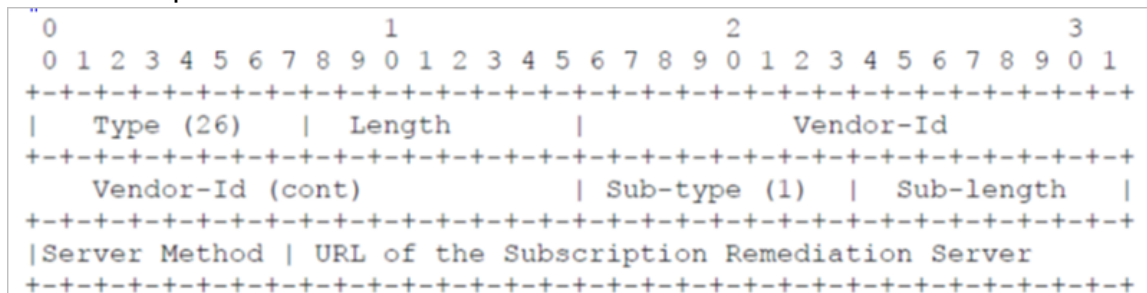 0                   1                   2                   3
0 1 2 3 4 5 6 7 8 9 0 1 2 3 4 5 6 7 8 9 0 1 2 3 4 5 6 7 8 9 0 1
+-+-+-+-+-+-+-+-+-+-+-+-+-+-+-+-+-+-+-+-+-+-+-+-+-+-+-+-+-+-+-+-+
|   Type (26)   |  Length       |            Vendor-Id
+-+-+-+-+-+-+-+-+-+-+-+-+-+-+-+-+-+-+-+-+-+-+-+-+-+-+-+-+-+-+-+-+
    Vendor-Id (cont)            | Sub-type (1)  |  Sub-length   |
+-+-+-+-+-+-+-+-+-+-+-+-+-+-+-+-+-+-+-+-+-+-+-+-+-+-+-+-+-+-+-+-+
|Server Method | URL of the Subscription Remediation Server
+-+-+-+-+-+-+-+-+-+-+-+-+-+-+-+-+-+-+-+-+-+-+-+-+-+-+-+-+-+-+-+-+